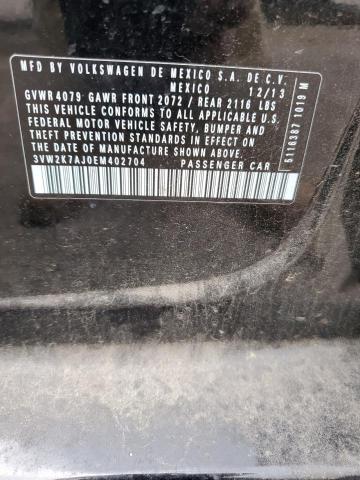 MFD BY VOLKSWAGEN DE MEXICO S.A. DE C.V.
MEXICO 12/13
GVWR 4079 GAWR FRONT 2072 / REAR 2116 LBS
THIS VEHICLE CONFORMS TO ALL APPLICABLE U.S.
FEDERAL MOTOR VEHICLE SAFETY, BUMPER AND
THEFT PREVENTION STANDARDS IN EFFECT ON
THE DATE OF MANUFACTURE SHOWN ABOVE.
3VW2K7AJ0EM402704 PASSENGER CAR
5116387 1019 M